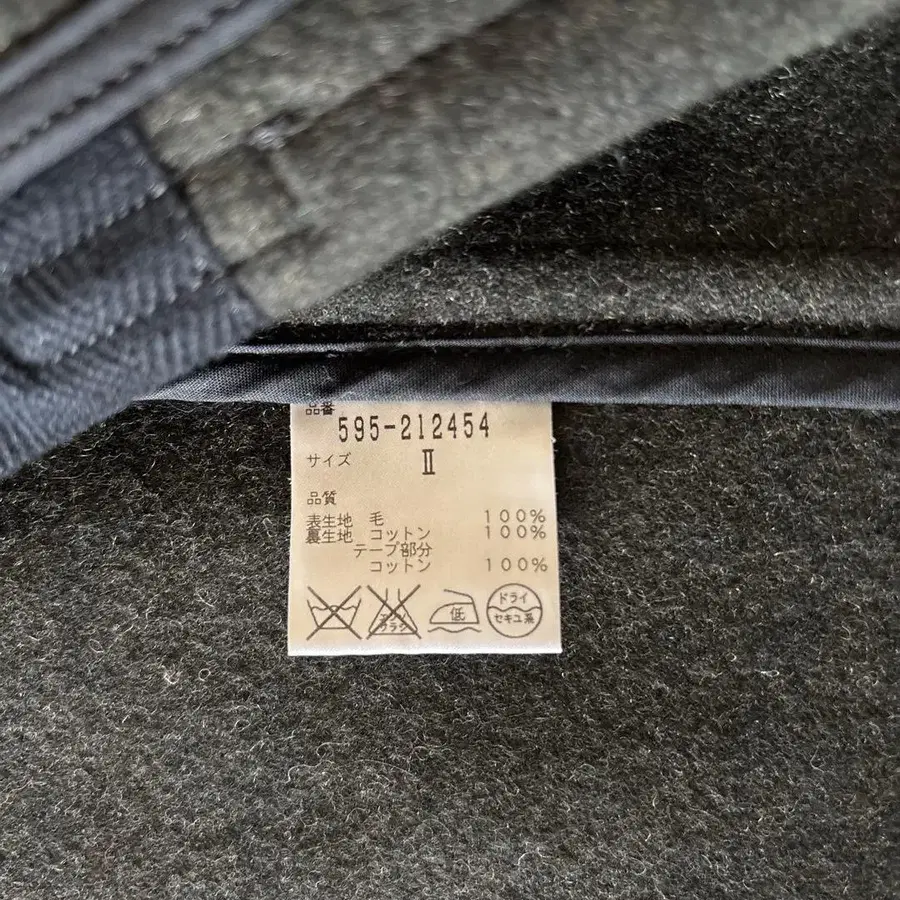 品番
595-212454
サイズ Ⅱ
品質
表生地 毛 100%
裏生地 コットン 100%
テープ部分
コットン 100%
低 ドライ
セキユ系